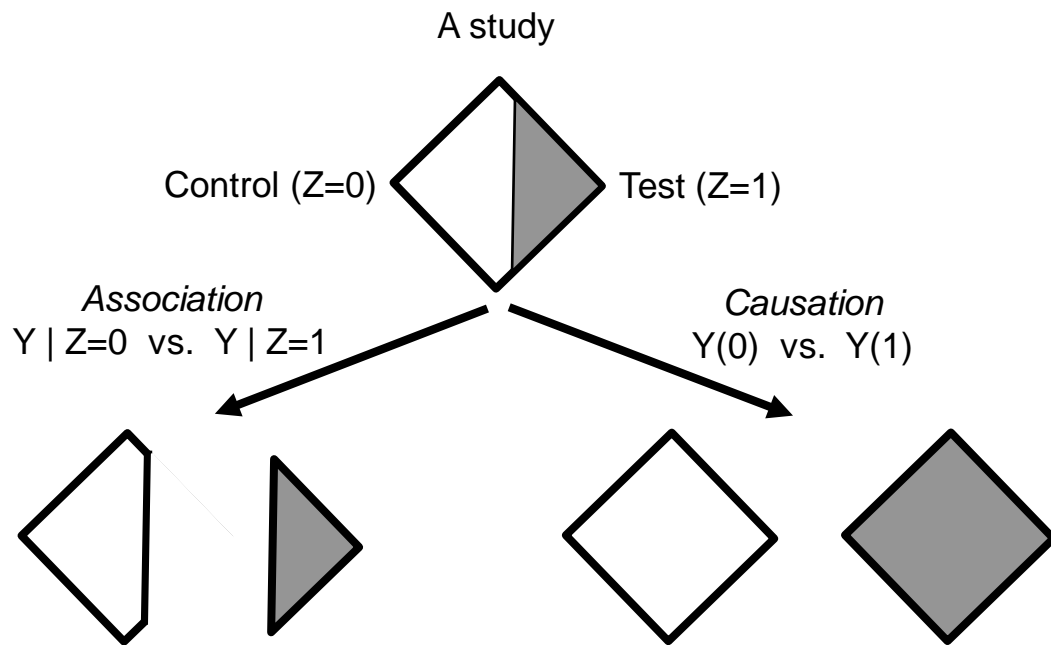 A study
Control (Z=0)
Test (Z=1)
Association
Y | Z=0 vs. Y | Z=1
Causation
Y(0) vs. Y(1)